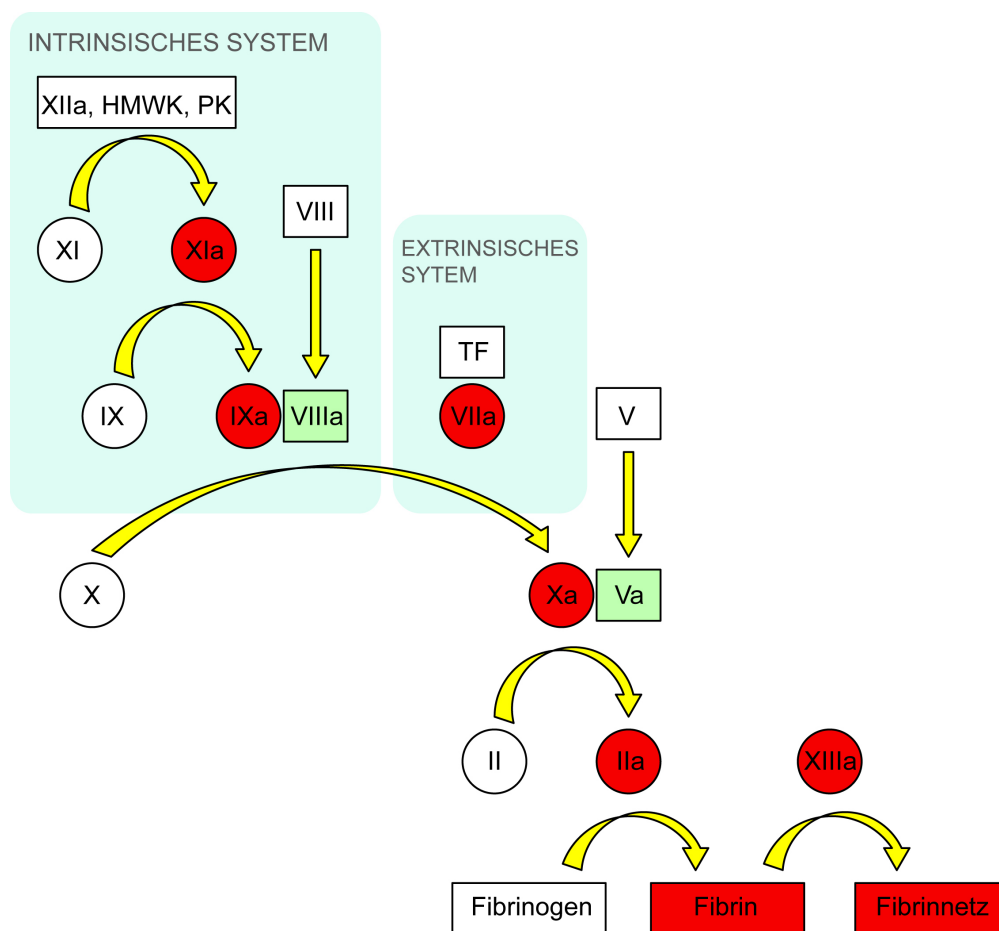 INTRINSISCHES SYSTEM
XIIa, HMWK, PK
VIII
XI
XIa
EXTRINSISCHES
SYTEM
TF
IX
IXa
VIIIa
VIIa
V
X
Xa
Va
II
IIa
XIIIa
Fibrinogen
Fibrin
Fibrinnetz